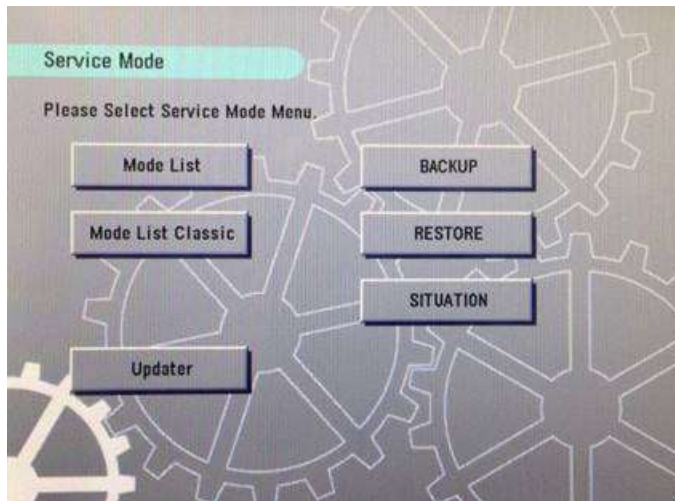 Service Mode
Please Select Service Mode Menu.
Mode List
BACKUP
Mode List Classic
RESTORE
SITUATION
Updater